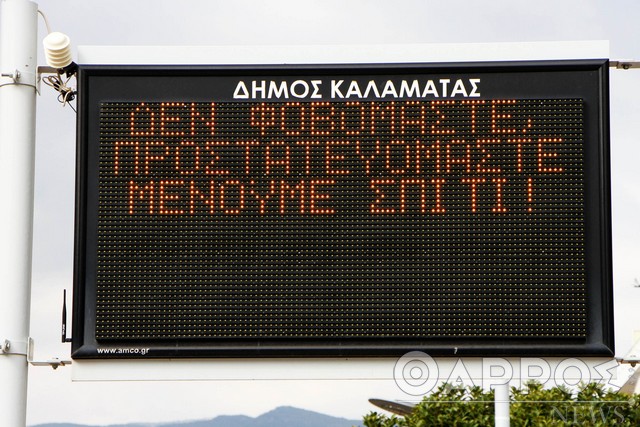 ΔΗΜΟΣ ΚΑΛΑΜΑΤΑΣ
ΔΕΝ ΦΟΒΟΜΑΣΤΕ,
ΠΡΟΣΤΑΤΕΥΟΜΑΣΤΕ
ΜΕΝΟΥΜΕ ΣΠΙΤΙ!
www.amco.gr
ΘΑΡΡΟΣ
NEWS